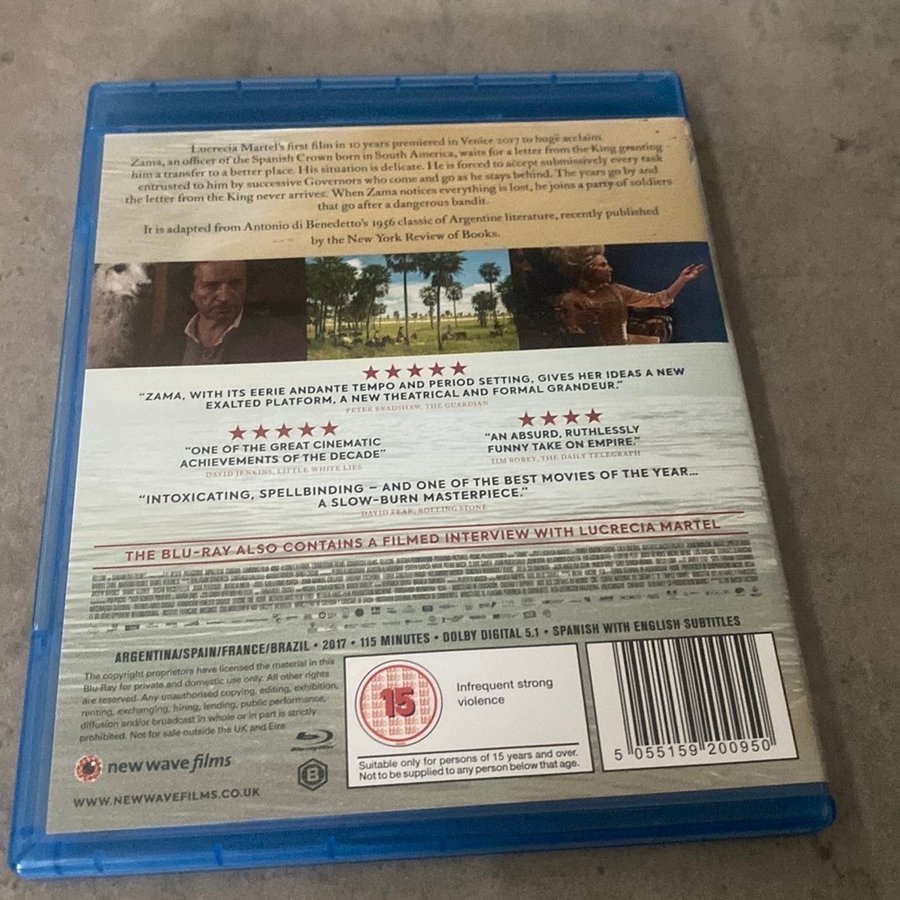 Lucrecia Martel's first film in 10 years premiered in Venice 2017 to huge acclaim.
Zama, an officer of the Spanish Crown born in South America, waits for a letter from the King granting
him a transfer to a better place. His situation is delicate. He is forced to accept submissively every task
entrusted to him by successive Governors who come and go as he stays behind. The years go by and
the letter from the King never arrives. When Zama notices everything is lost, he joins a party of soldiers
that go after a dangerous bandit.
It is adapted from Antonio di Benedetto's 1956 classic of Argentine literature, recently published
by the New York Review of Books.
"ZAMA, WITH ITS EERIE ANDANTE TEMPO AND PERIOD SETTING, GIVES HER IDEAS A NEW
EXALTED PLATFORM, A NEW THEATRICAL AND FORMAL GRANDEUR."
PETER BRADSHAW, THE GUARDIAN
"ONE OF THE GREAT CINEMATIC
ACHIEVEMENTS OF THE DECADE"
DAVID JENKINS, LITTLE WHITE LIES
"AN ABSURD, RUTHLESSLY
FUNNY TAKE ON EMPIRE."
TIM ROBEY, THE DAILY TELEGRAPH
"INTOXICATING, SPELLBINDING – AND ONE OF THE BEST MOVIES OF THE YEAR...
A SLOW-BURN MASTERPIECE."
DAVID FEAR, ROLLING STONE
THE BLU-RAY ALSO CONTAINS A FILMED INTERVIEW WITH LUCRECIA MARTEL
ARGENTINA/SPAIN/FRANCE/BRAZIL • 2017 • 115 MINUTES • DOLBY DIGITAL 5.1 • SPANISH WITH ENGLISH SUBTITLES
The copyright proprietors have licensed the material in this
Blu-Ray for private and domestic use only. All other rights
are reserved. Any unauthorised copying, editing, exhibition,
renting, exchanging, hiring, lending, public performance,
diffusion and/or broadcast in whole or in part is strictly
prohibited. Not for sale outside the UK and Eire
Blu-ray Disc
B
new wave films
WWW.NEWWAVEFILMS.CO.UK
15
Infrequent strong
violence
Suitable only for persons of 15 years and over.
Not to be supplied to any person below that age.
5 055159 200950